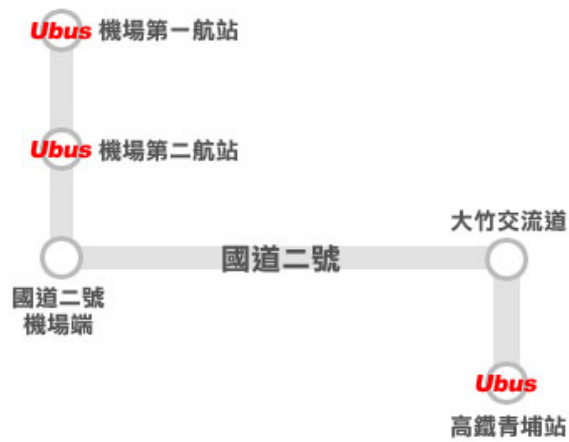 Ubus 機場第一航站
Ubus 機場第二航站
大竹交流道
國道二號
國道二號
機場端
Ubus
高鐵青埔站